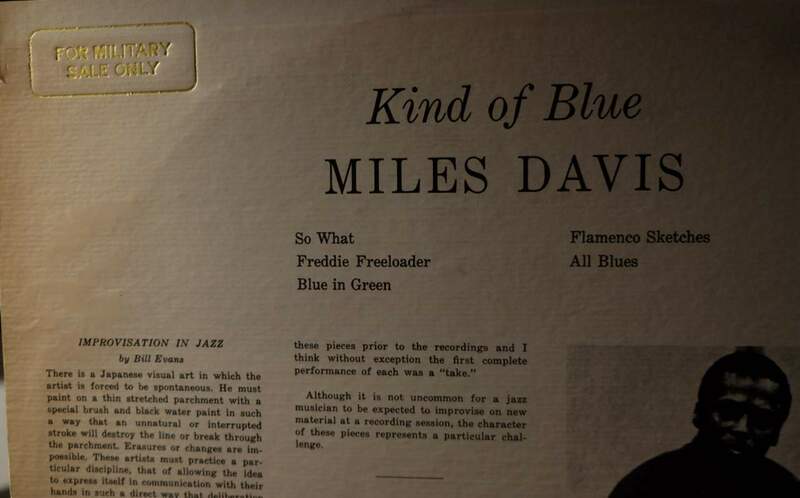 FOR MILITARY
SALE ONLY
Kind of Blue
MILES DAVIS
So What
Freddie Freeloader
Blue in Green
Flamenco Sketches
All Blues
IMPROVISATION IN JAZZ
by Bill Evans
There is a Japanese visual art in which the
artist is forced to be spontaneous. He must
paint on a thin stretched parchment with a
special brush and black water paint in such
a way that an unnatural or interrupted
stroke will destroy the line or break through
the parchment. Erasures or changes are im-
possible. These artists must practice a par-
ticular discipline, that of allowing the idea
to express itself in communication with their
hands in such a direct way that deliberation
these pieces prior to the recordings and I
think without exception the first complete
performance of each was a “take.”
Although it is not uncommon for a jazz
musician to be expected to improvise on new
material at a recording session, the character
of these pieces represents a particular chal-
lenge.